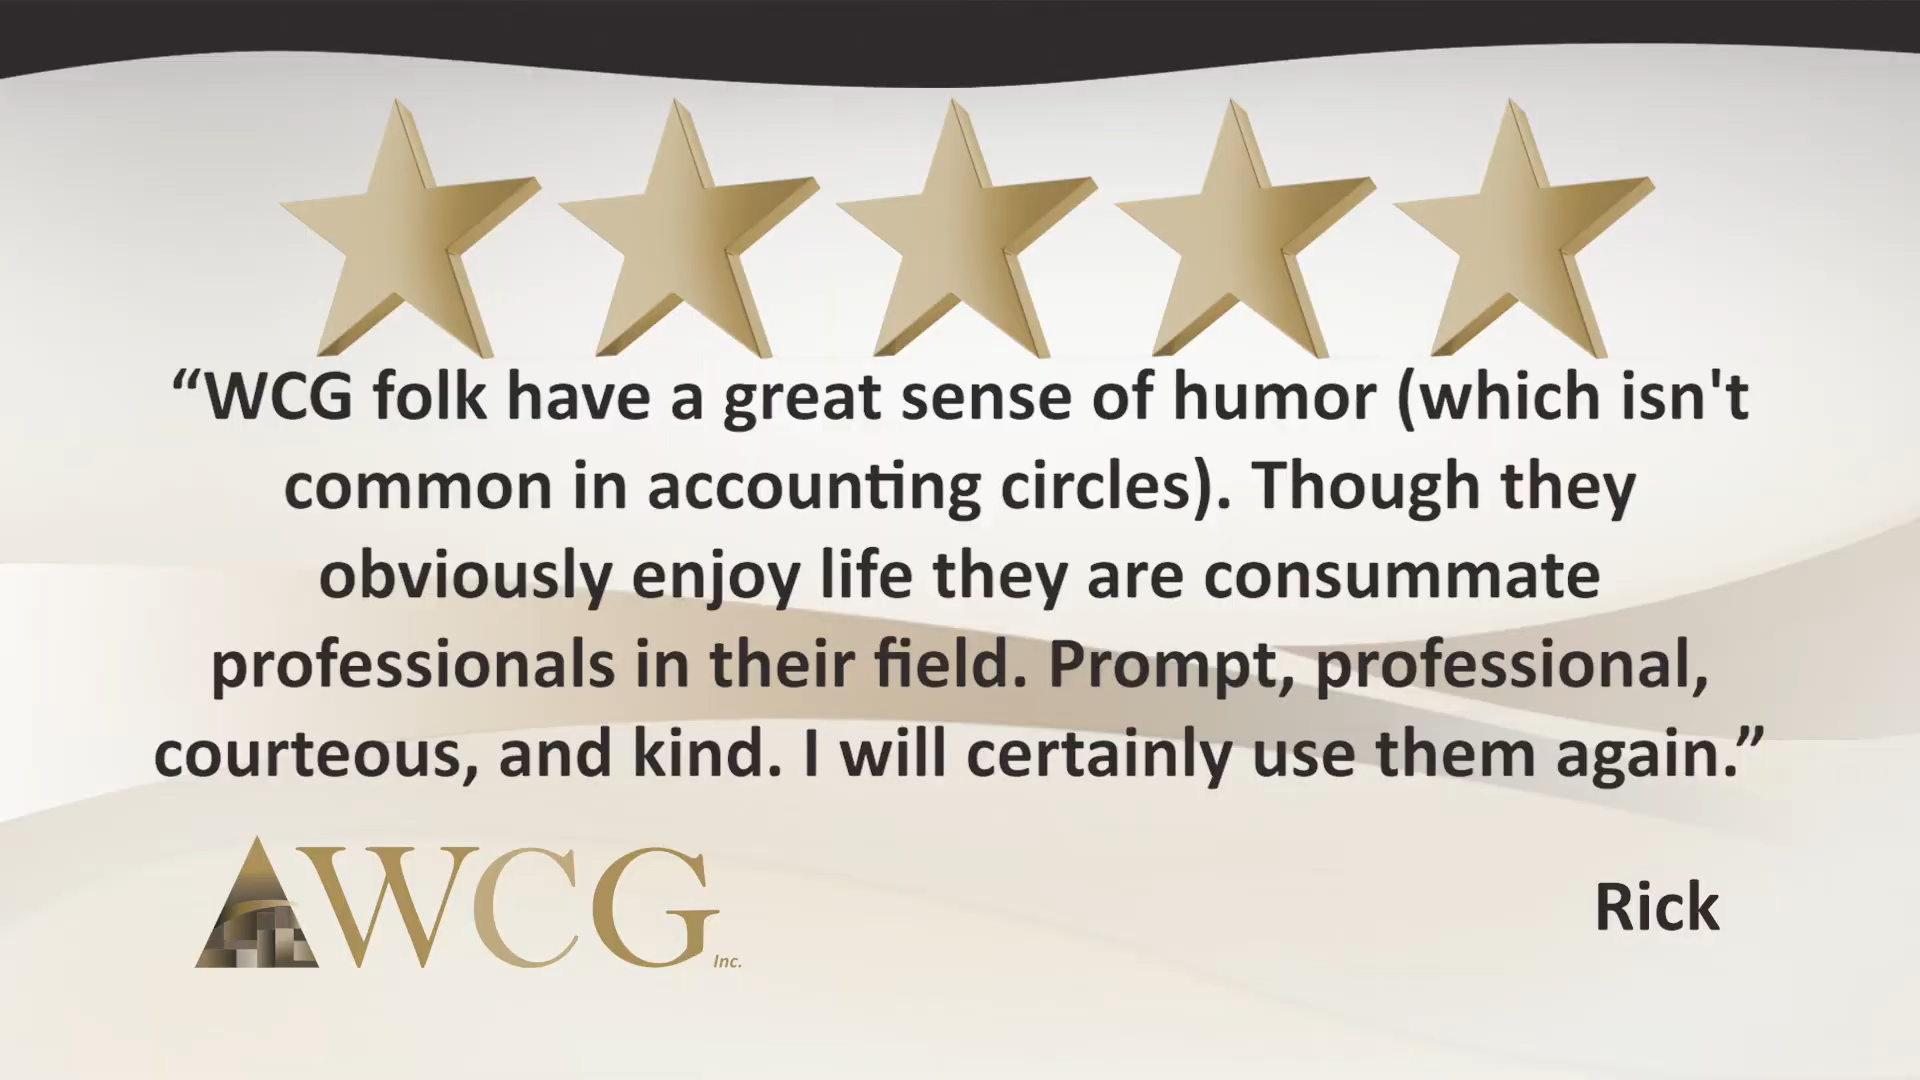 “WCG folk have a great sense of humor (which isn't
common in accounting circles). Though they
obviously enjoy life they are consummate
professionals in their field. Prompt, professional,
courteous, and kind. I will certainly use them again.”
WCG Inc.
Rick